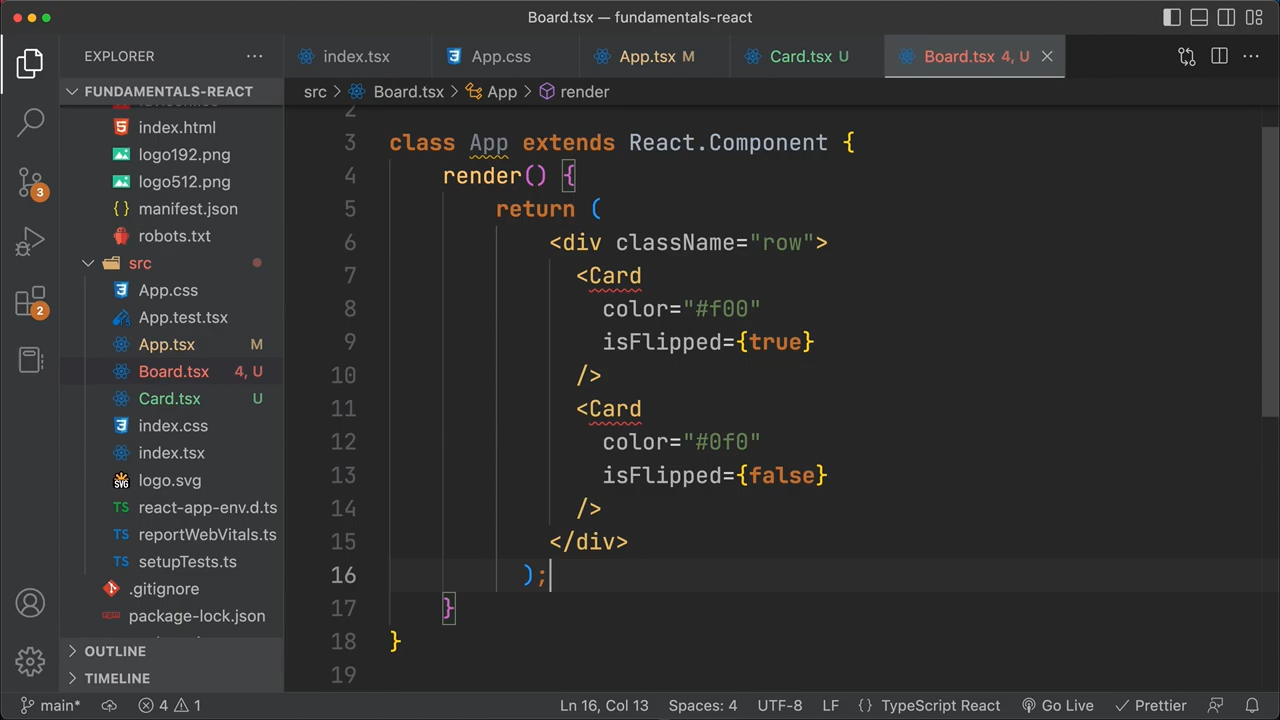 Board.tsx — fundamentals-react
EXPLORER
index.tsx
App.css
App.tsx M
Card.tsx U
Board.tsx 4, U
FUNDAMENTALS-REACT
src > Board.tsx > App > render
index.html
logo192.png
logo512.png
manifest.json
robots.txt
src
App.css
App.test.tsx
App.tsx M
Board.tsx 4, U
Card.tsx U
index.css
index.tsx
logo.svg
react-app-env.d.ts
reportWebVitals.ts
setupTests.ts
.gitignore
package-lock.json
OUTLINE
TIMELINE
3
2
2
3 class App extends React.Component {
4 render() {
5 return (
6 <div className="row">
7 <Card
8 color="#f00"
9 isFlipped={true}
10 />
11 <Card
12 color="#0f0"
13 isFlipped={false}
14 />
15 </div>
16 );
17 }
18 }
19
main* 4 1 Ln 16, Col 13 Spaces: 4 UTF-8 LF {} TypeScript React Go Live Prettier